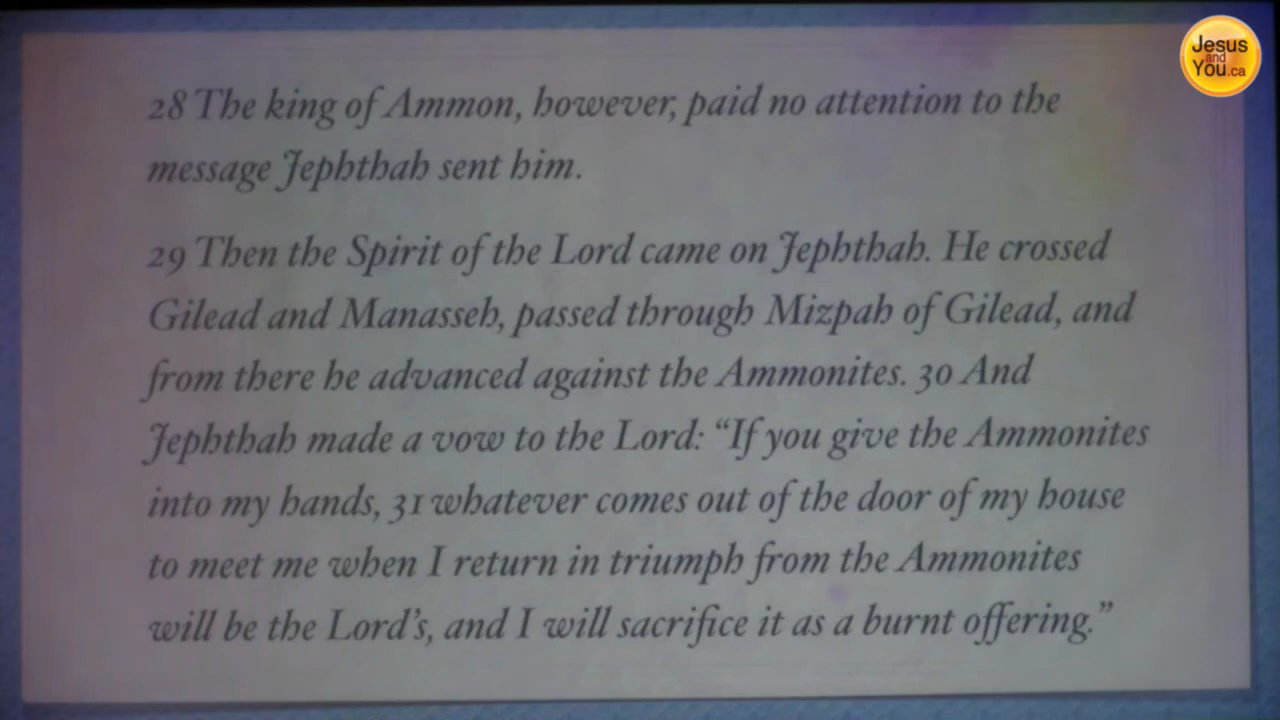 Jesus
and
You.ca
28 The king of Ammon, however, paid no attention to the
message Jephthah sent him.
29 Then the Spirit of the Lord came on Jephthah. He crossed
Gilead and Manasseh, passed through Mizpah of Gilead, and
from there he advanced against the Ammonites. 30 And
Jephthah made a vow to the Lord: “If you give the Ammonites
into my hands, 31 whatever comes out of the door of my house
to meet me when I return in triumph from the Ammonites
will be the Lord’s, and I will sacrifice it as a burnt offering.”